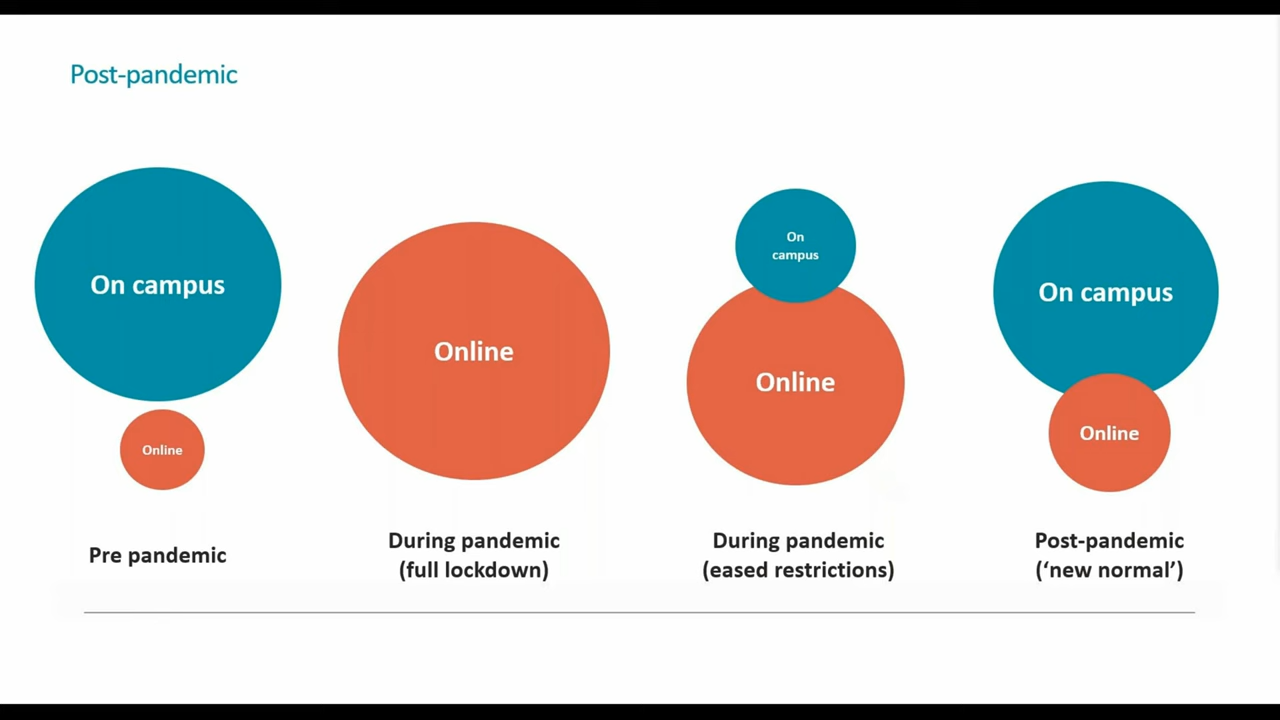 Post-pandemic
On campus
Online
Pre pandemic
Online
During pandemic
(full lockdown)
On
campus
Online
During pandemic
(eased restrictions)
On campus
Online
Post-pandemic
(‘new normal’)